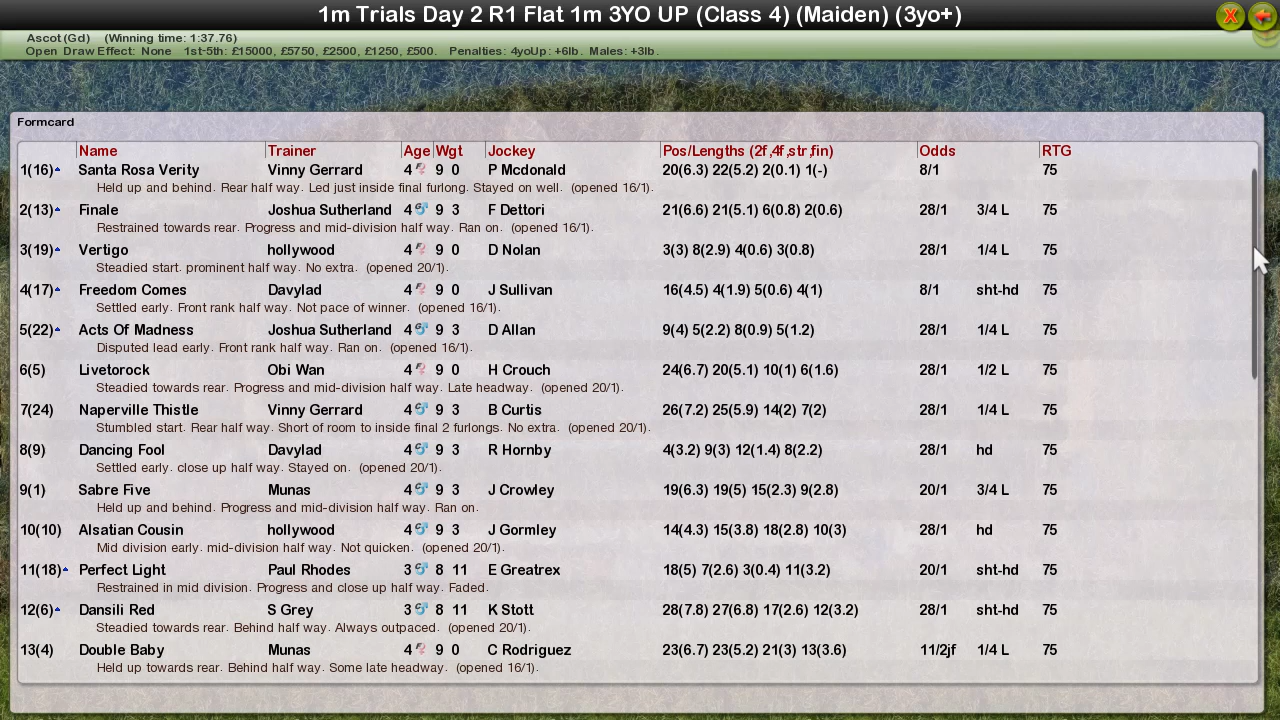 1m Trials Day 2 R1 Flat 1m 3YO UP (Class 4) (Maiden) (3yo+)
Ascot(Gd) (Winning time: 1:37.76)
Open Draw Effect: None 1st-5th: £15000, £5750, £2500, £1250, £500. Penalties: 4yoUp: +6lb. Males: +3lb.
Formcard
Name Trainer Age Wgt Jockey Pos/Lengths (2f,4f,str,fin) Odds RTG
1(16) Santa Rosa Verity Vinny Gerrard 4 9 0 P Mcdonald 20(6.3) 22(5.2) 2(0.1) 1(-) 8/1 75
Held up and behind. Rear half way. Led just inside final furlong. Stayed on well. (opened 16/1).
2(13) Finale Joshua Sutherland 4 9 3 F Dettori 21(6.6) 21(5.1) 6(0.8) 2(0.6) 28/1 3/4 L 75
Restrained towards rear. Progress and mid-division half way. Ran on. (opened 16/1).
3(19) Vertigo hollywood 4 9 0 D Nolan 3(3) 8(2.9) 4(0.6) 3(0.8) 28/1 1/4 L 75
Steadied start. prominent half way. No extra. (opened 20/1).
4(17) Freedom Comes Davylad 4 9 0 J Sullivan 16(4.5) 4(1.9) 5(0.6) 4(1) 8/1 sht-hd 75
Settled early. Front rank half way. Not pace of winner. (opened 16/1).
5(22) Acts Of Madness Joshua Sutherland 4 9 3 D Allan 9(4) 5(2.2) 8(0.9) 5(1.2) 28/1 1/4 L 75
Disputed lead early. Front rank half way. Ran on. (opened 16/1).
6(5) Livetorock Obi Wan 4 9 0 H Crouch 24(6.7) 20(5.1) 10(1) 6(1.6) 28/1 1/2 L 75
Steadied towards rear. Progress and mid-division half way. Late headway. (opened 20/1).
7(24) Naperville Thistle Vinny Gerrard 4 9 3 B Curtis 26(7.2) 25(5.9) 14(2) 7(2) 28/1 1/4 L 75
Stumbled start. Rear half way. Short of room to inside final 2 furlongs. No extra. (opened 20/1).
8(9) Dancing Fool Davylad 4 9 3 R Hornby 4(3.2) 9(3) 12(1.4) 8(2.2) 28/1 hd 75
Settled early. close up half way. Stayed on. (opened 20/1).
9(1) Sabre Five Munas 4 9 3 J Crowley 19(6.3) 19(5) 15(2.3) 9(2.8) 20/1 3/4 L 75
Held up and behind. Progress and mid-division half way. Ran on.
10(10) Alsatian Cousin hollywood 4 9 3 J Gormley 14(4.3) 15(3.8) 18(2.8) 10(3) 28/1 hd 75
Mid division early. mid-division half way. Not quicken. (opened 20/1).
11(18) Perfect Light Paul Rhodes 3 8 11 E Greatrex 18(5) 7(2.6) 3(0.4) 11(3.2) 20/1 sht-hd 75
Restrained in mid division. Progress and close up half way. Faded.
12(6) Dansili Red S Grey 3 8 11 K Stott 28(7.8) 27(6.8) 17(2.6) 12(3.2) 28/1 sht-hd 75
Steadied towards rear. Behind half way. Always outpaced. (opened 20/1).
13(4) Double Baby Munas 4 9 0 C Rodriguez 23(6.7) 23(5.2) 21(3) 13(3.6) 11/2jf 1/4 L 75
Held up towards rear. Behind half way. Some late headway. (opened 16/1).